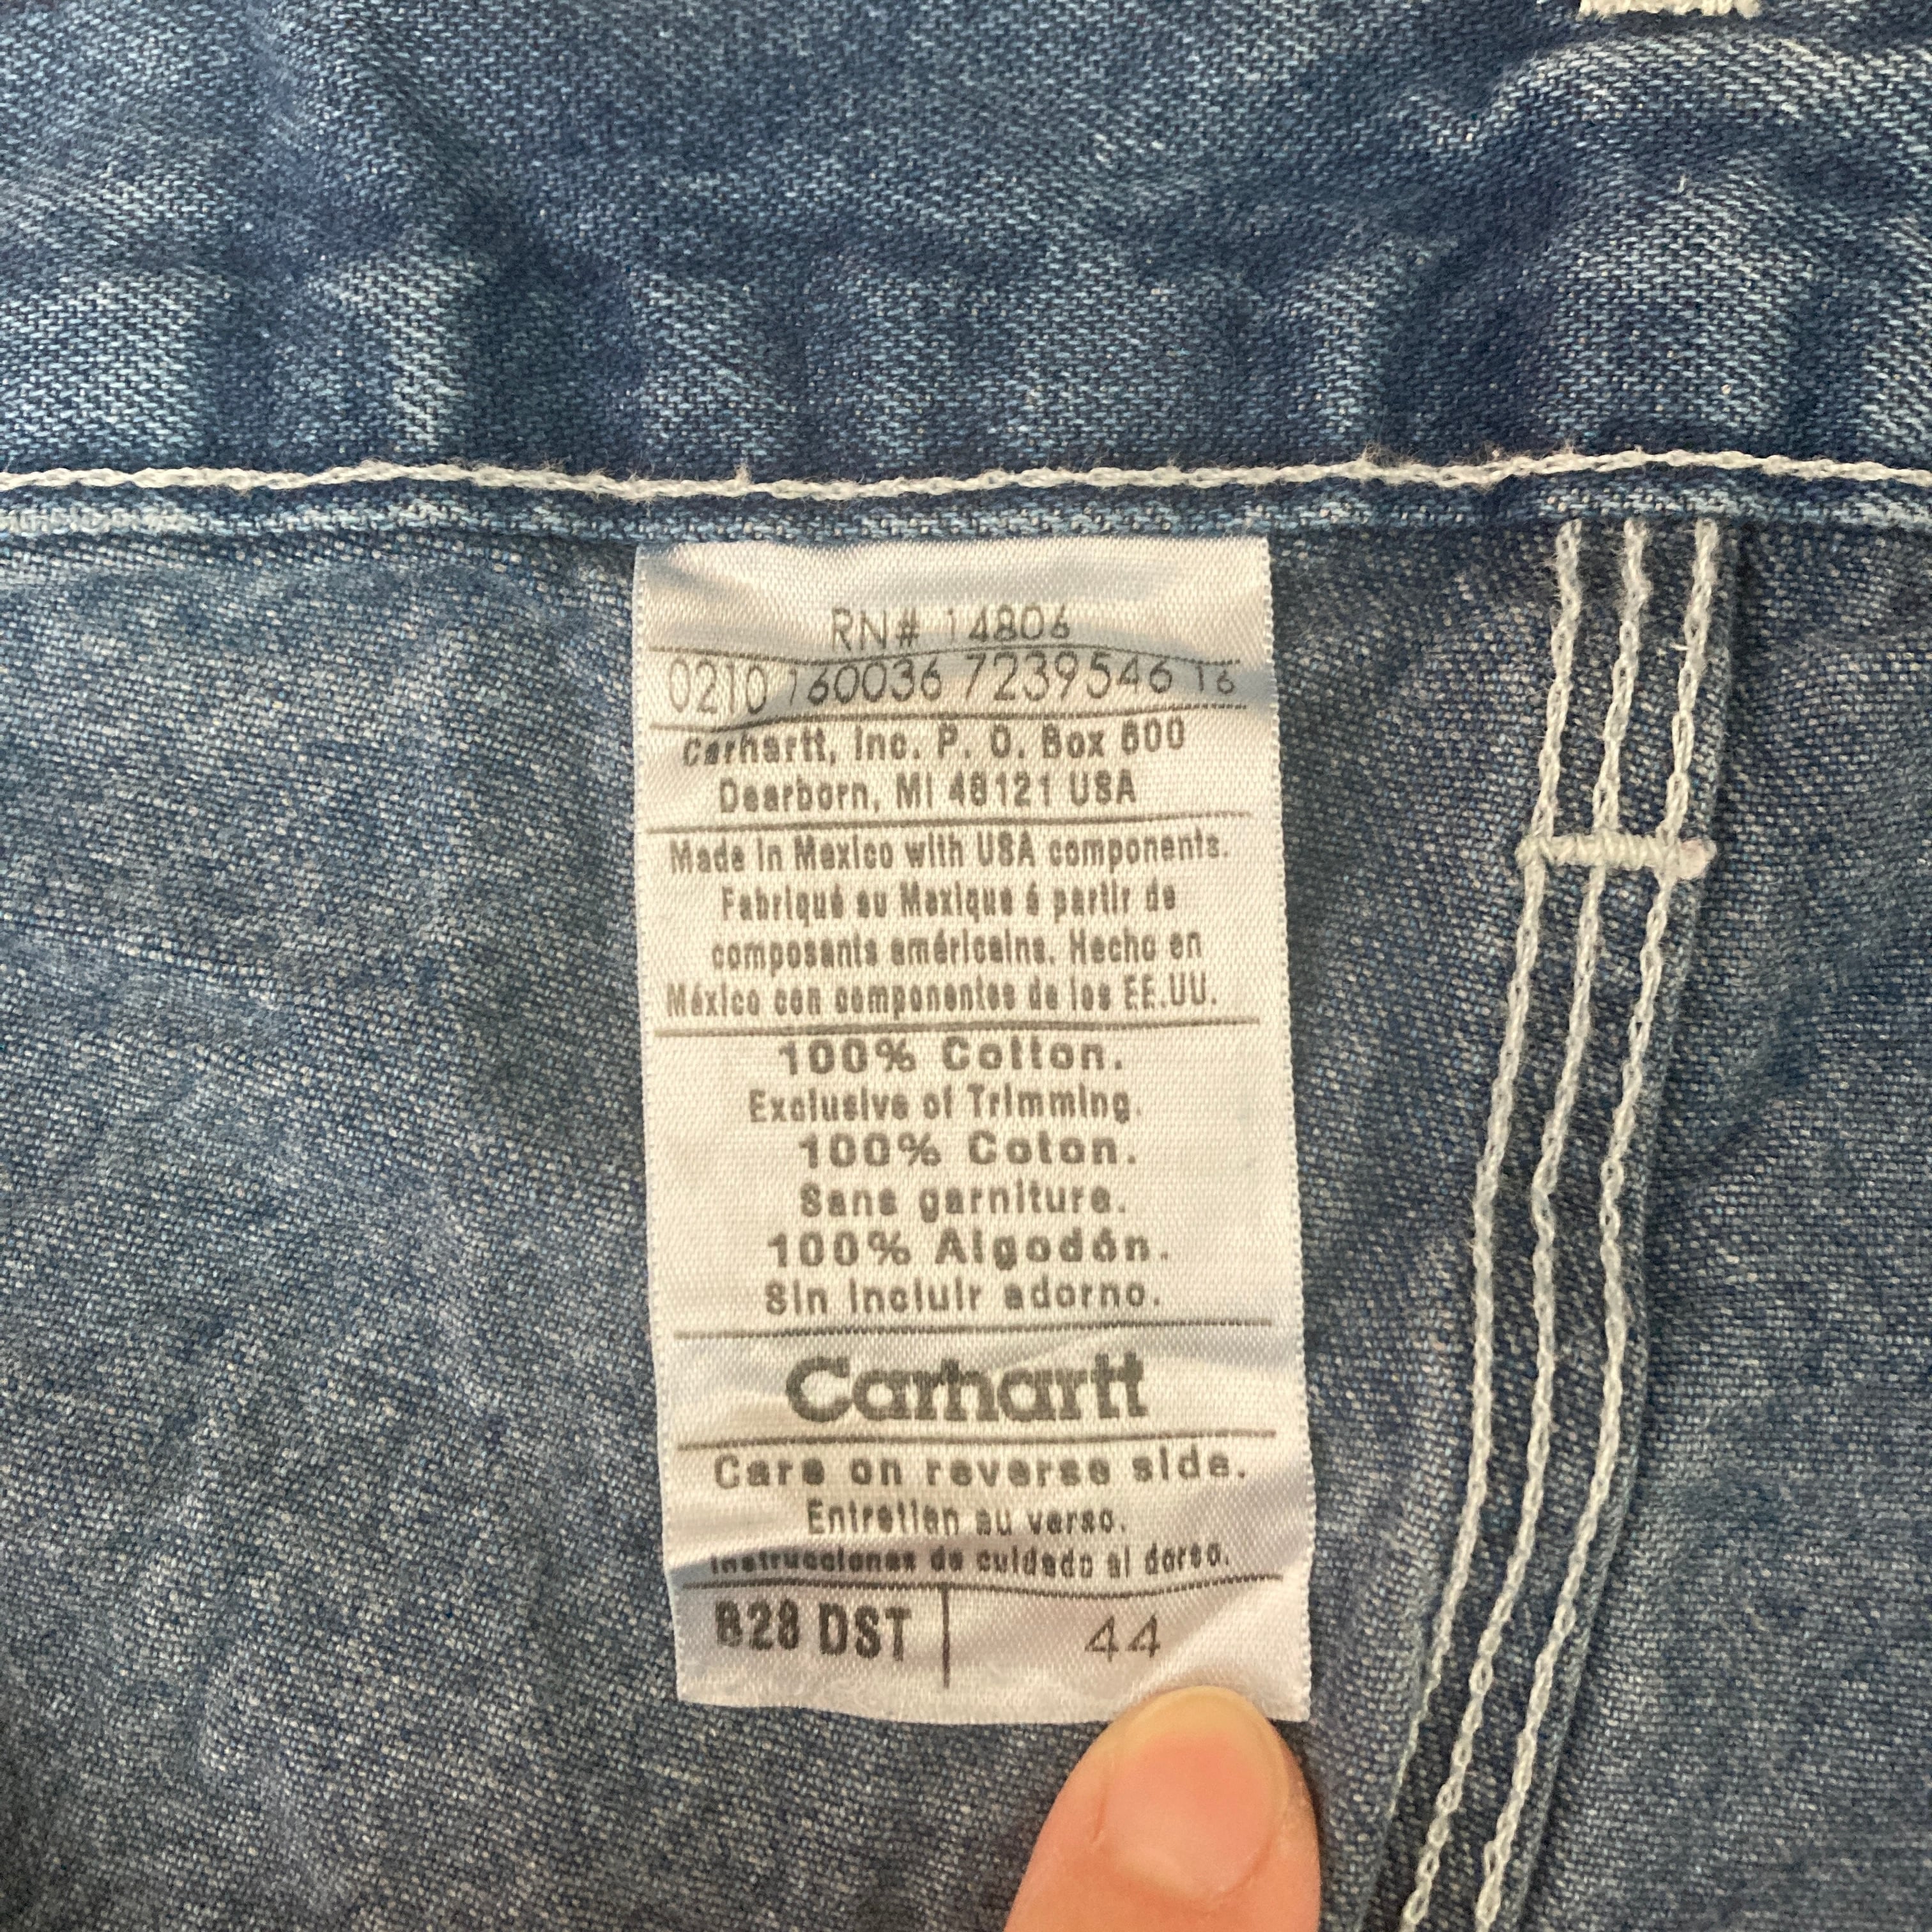 RN# 14806
0210 160036 7239546 16
Carhartt, Inc. P. O. Box 600
Dearborn, MI 48121 USA
Made in Mexico with USA components.
Fabriqué au Mexique á partir de
composants américains. Hecho en
México con componentes de los EE.UU.
100% Cotton.
Exclusive of Trimming.
100% Coton.
Sans garniture.
100% Algodón.
Sin incluir adorno.
Carhartt
Care on reverse side.
Entretien au verso.
Instrucciones de cuidado al dorso.
B28 DST 44